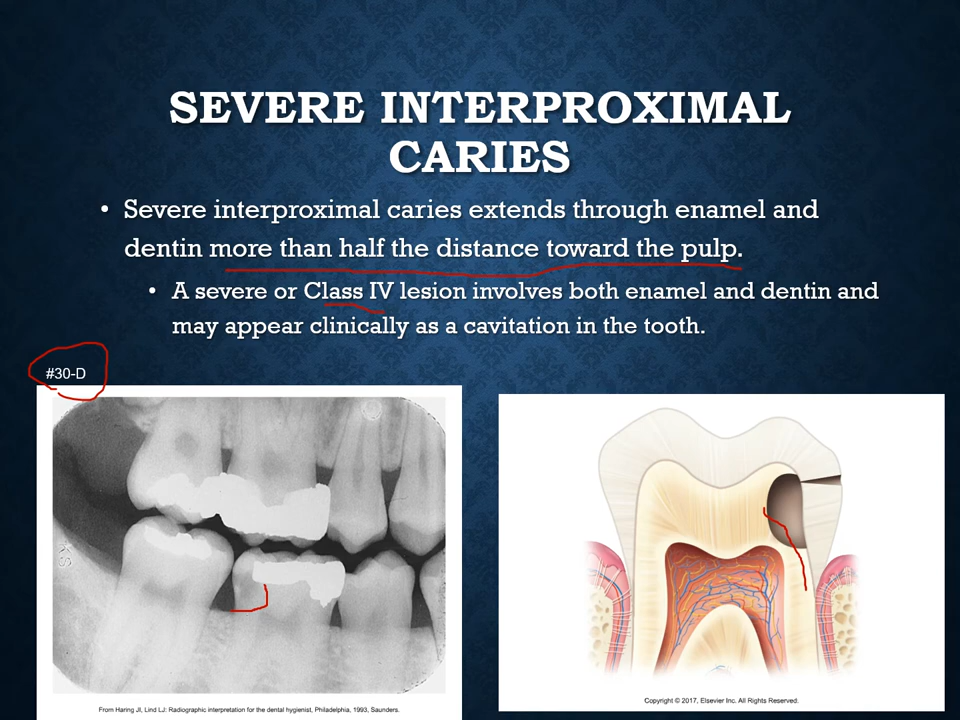 SEVERE INTERPROXIMAL
CARIES
• Severe interproximal caries extends through enamel and
dentin more than half the distance toward the pulp.
• A severe or Class IV lesion involves both enamel and dentin and
may appear clinically as a cavitation in the tooth.
#30-D
KS
From Haring JI, Lind LJ: Radiographic interpretation for the dental hygienist, Philadelphia, 1993, Saunders.
Copyright © 2017, Elsevier Inc. All Rights Reserved.